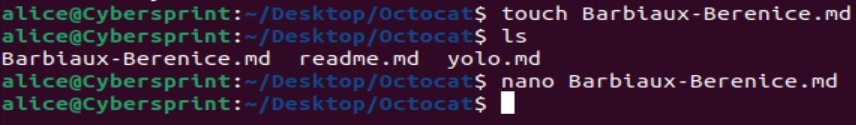 alice@Cybersprint:~/Desktop/Octocat$ touch Barbiaux-Berenice.md
alice@Cybersprint:~/Desktop/Octocat$ ls
Barbiaux-Berenice.md  readme.md  yolo.md
alice@Cybersprint:~/Desktop/Octocat$ nano Barbiaux-Berenice.md
alice@Cybersprint:~/Desktop/Octocat$